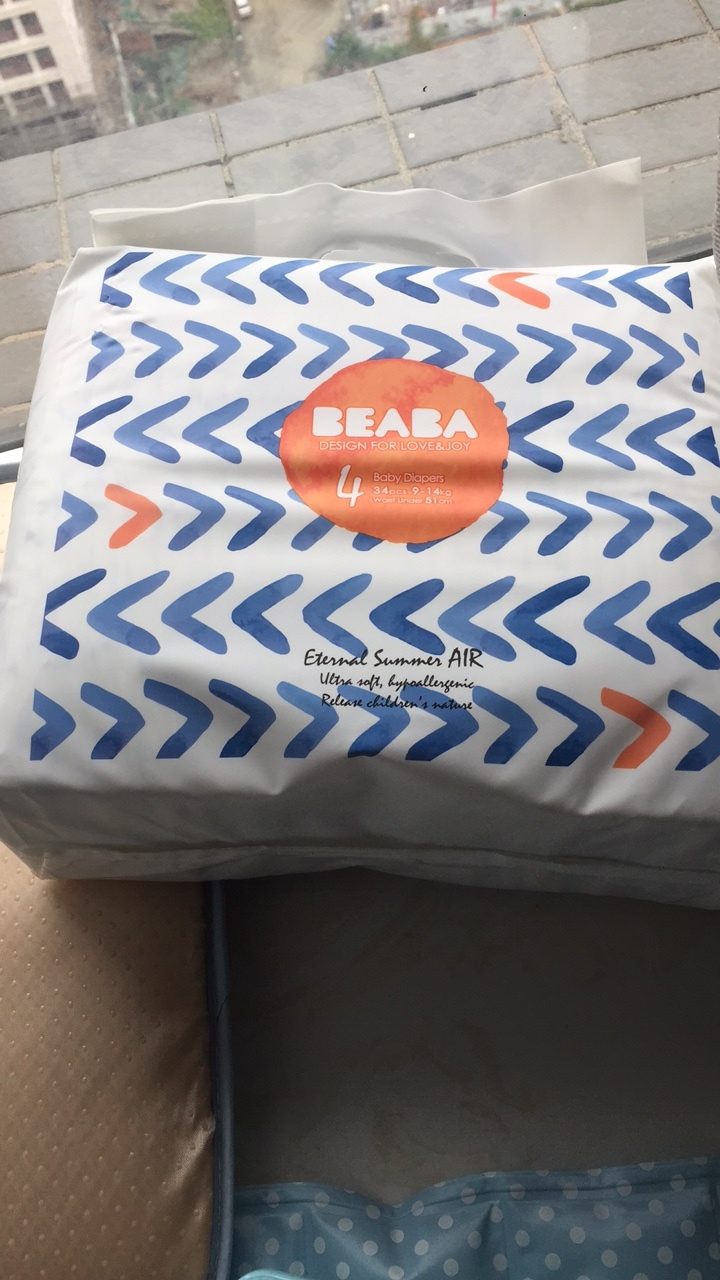 BEABA
DESIGN FOR LOVE&JOY
4
Baby Diapers
34pcs 9-14kg
Waist under 51cm
Eternal Summer AIR
Ultra soft, hypoallergenic
Release children's nature